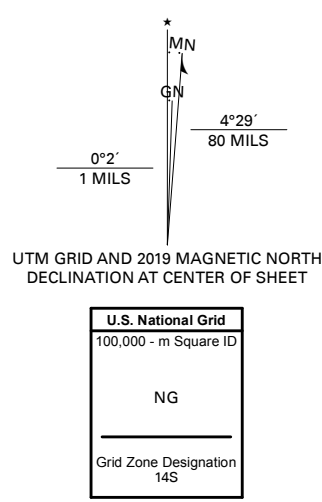 ★
MN
GN
4°29´
80 MILS
0°2´
1 MILS
UTM GRID AND 2019 MAGNETIC NORTH
DECLINATION AT CENTER OF SHEET
U.S. National Grid
100,000 - m Square ID
NG
Grid Zone Designation
14S